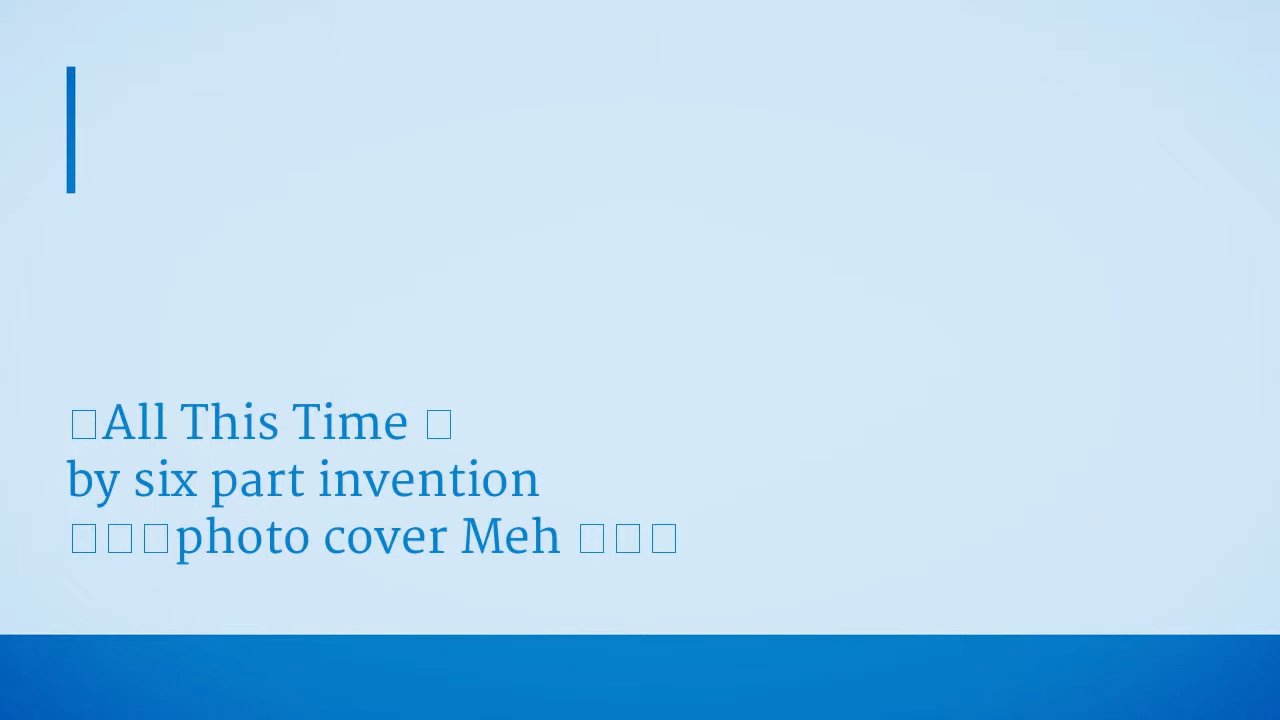 □All This Time □
by six part invention
□□□photo cover Meh □□□